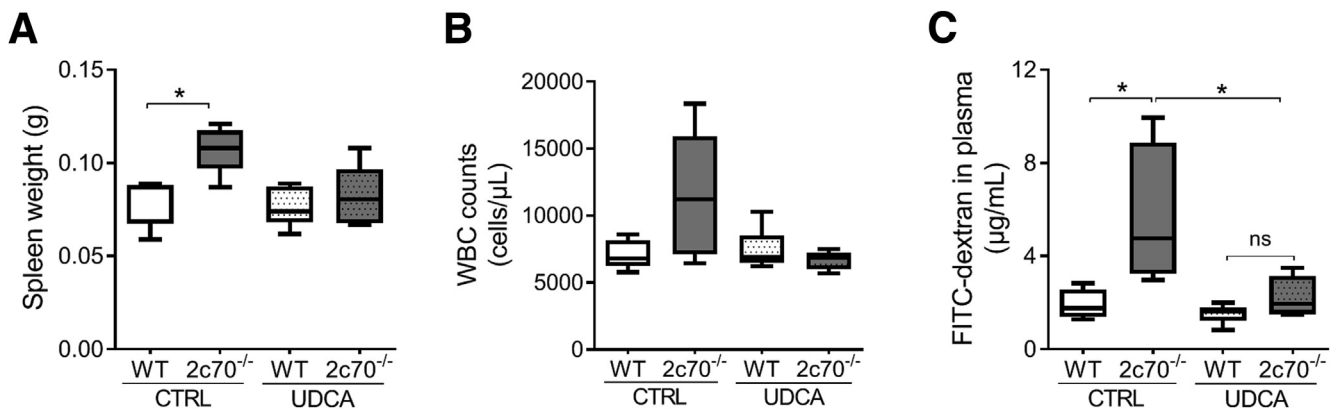 A
Spleen weight (g)
0.15
0.10
0.05
0.00
*
WT 2c70-/- WT 2c70-/-
CTRL UDCA
B
WBC counts
(cells/µL)
20000
15000
10000
5000
0
WT 2c70-/- WT 2c70-/-
CTRL UDCA
C
FITC-dextran in plasma
(µg/mL)
12
8
4
0
* *
ns
WT 2c70-/- WT 2c70-/-
CTRL UDCA